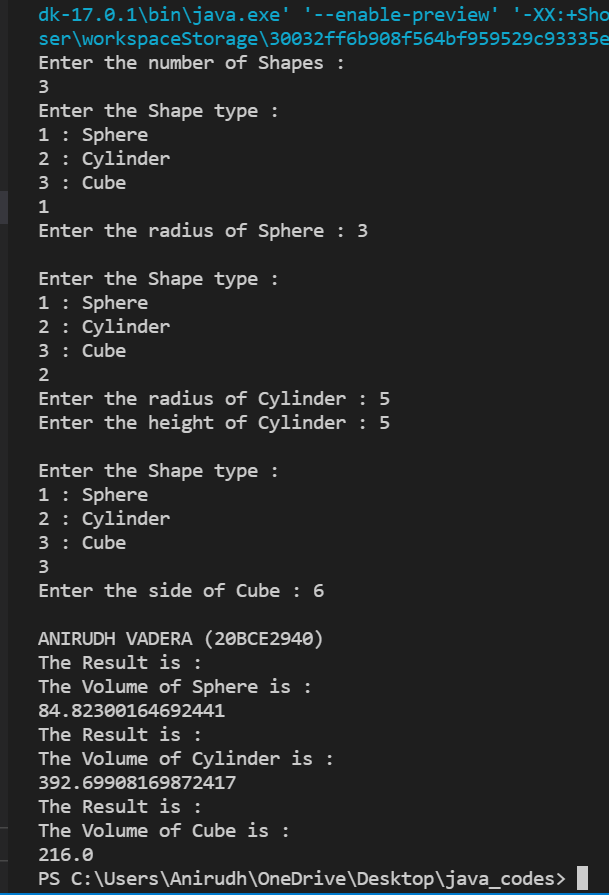 dk-17.0.1\bin\java.exe' '--enable-preview' '-XX:+Sho
ser\workspaceStorage\30032ff6b908f564bf959529c93335e
Enter the number of Shapes :
3
Enter the Shape type :
1 : Sphere
2 : Cylinder
3 : Cube
1
Enter the radius of Sphere : 3
Enter the Shape type :
1 : Sphere
2 : Cylinder
3 : Cube
2
Enter the radius of Cylinder : 5
Enter the height of Cylinder : 5
Enter the Shape type :
1 : Sphere
2 : Cylinder
3 : Cube
3
Enter the side of Cube : 6
ANIRUDH VADERA (20BCE2940)
The Result is :
The Volume of Sphere is :
84.82300164692441
The Result is :
The Volume of Cylinder is :
392.69908169872417
The Result is :
The Volume of Cube is :
216.0
PS C:\Users\Anirudh\OneDrive\Desktop\java_codes>